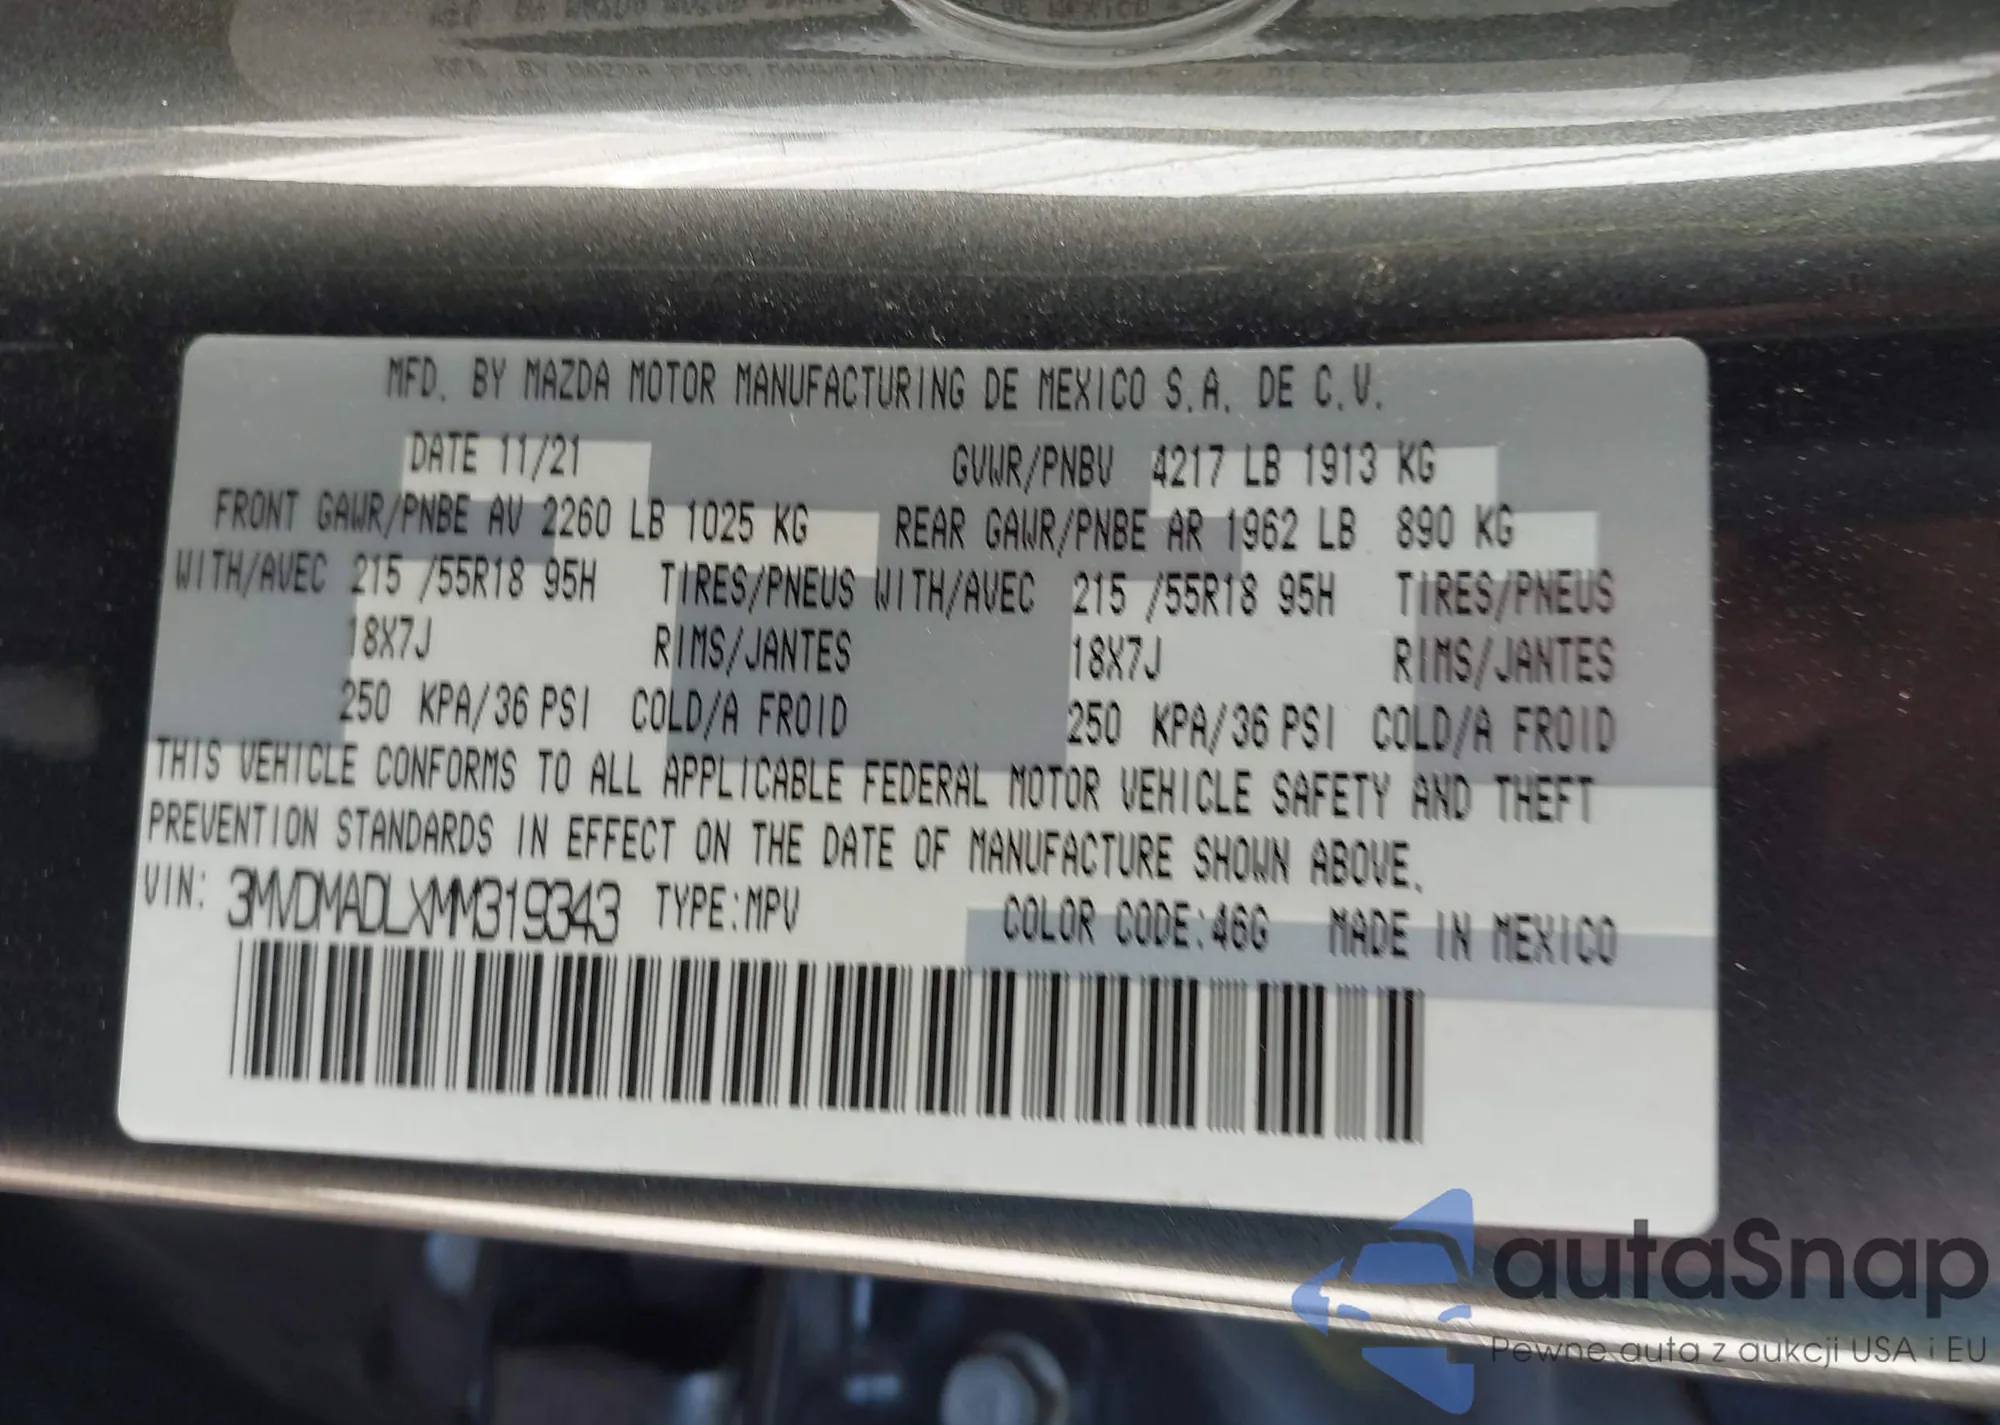 MFD. BY MAZDA MOTOR MANUFACTURING DE MEXICO S.A. DE C.V.
DATE 11/21 GVWR/PNBV 4217 LB 1913 KG
FRONT GAWR/PNBE AV 2260 LB 1025 KG REAR GAWR/PNBE AR 1962 LB 890 KG
WITH/AVEC 215 /55R18 95H TIRES/PNEUS WITH/AVEC 215 /55R18 95H TIRES/PNEUS
18X7J RIMS/JANTES 18X7J RIMS/JANTES
250 KPA/36 PSI COLD/A FROID 250 KPA/36 PSI COLD/A FROID
THIS VEHICLE CONFORMS TO ALL APPLICABLE FEDERAL MOTOR VEHICLE SAFETY AND THEFT
PREVENTION STANDARDS IN EFFECT ON THE DATE OF MANUFACTURE SHOWN ABOVE.
VIN: 3MVDMADLXMM319343 TYPE:MPV COLOR CODE:46G MADE IN MEXICO
autaSnap
Pewne auta z aukcji USA i EU